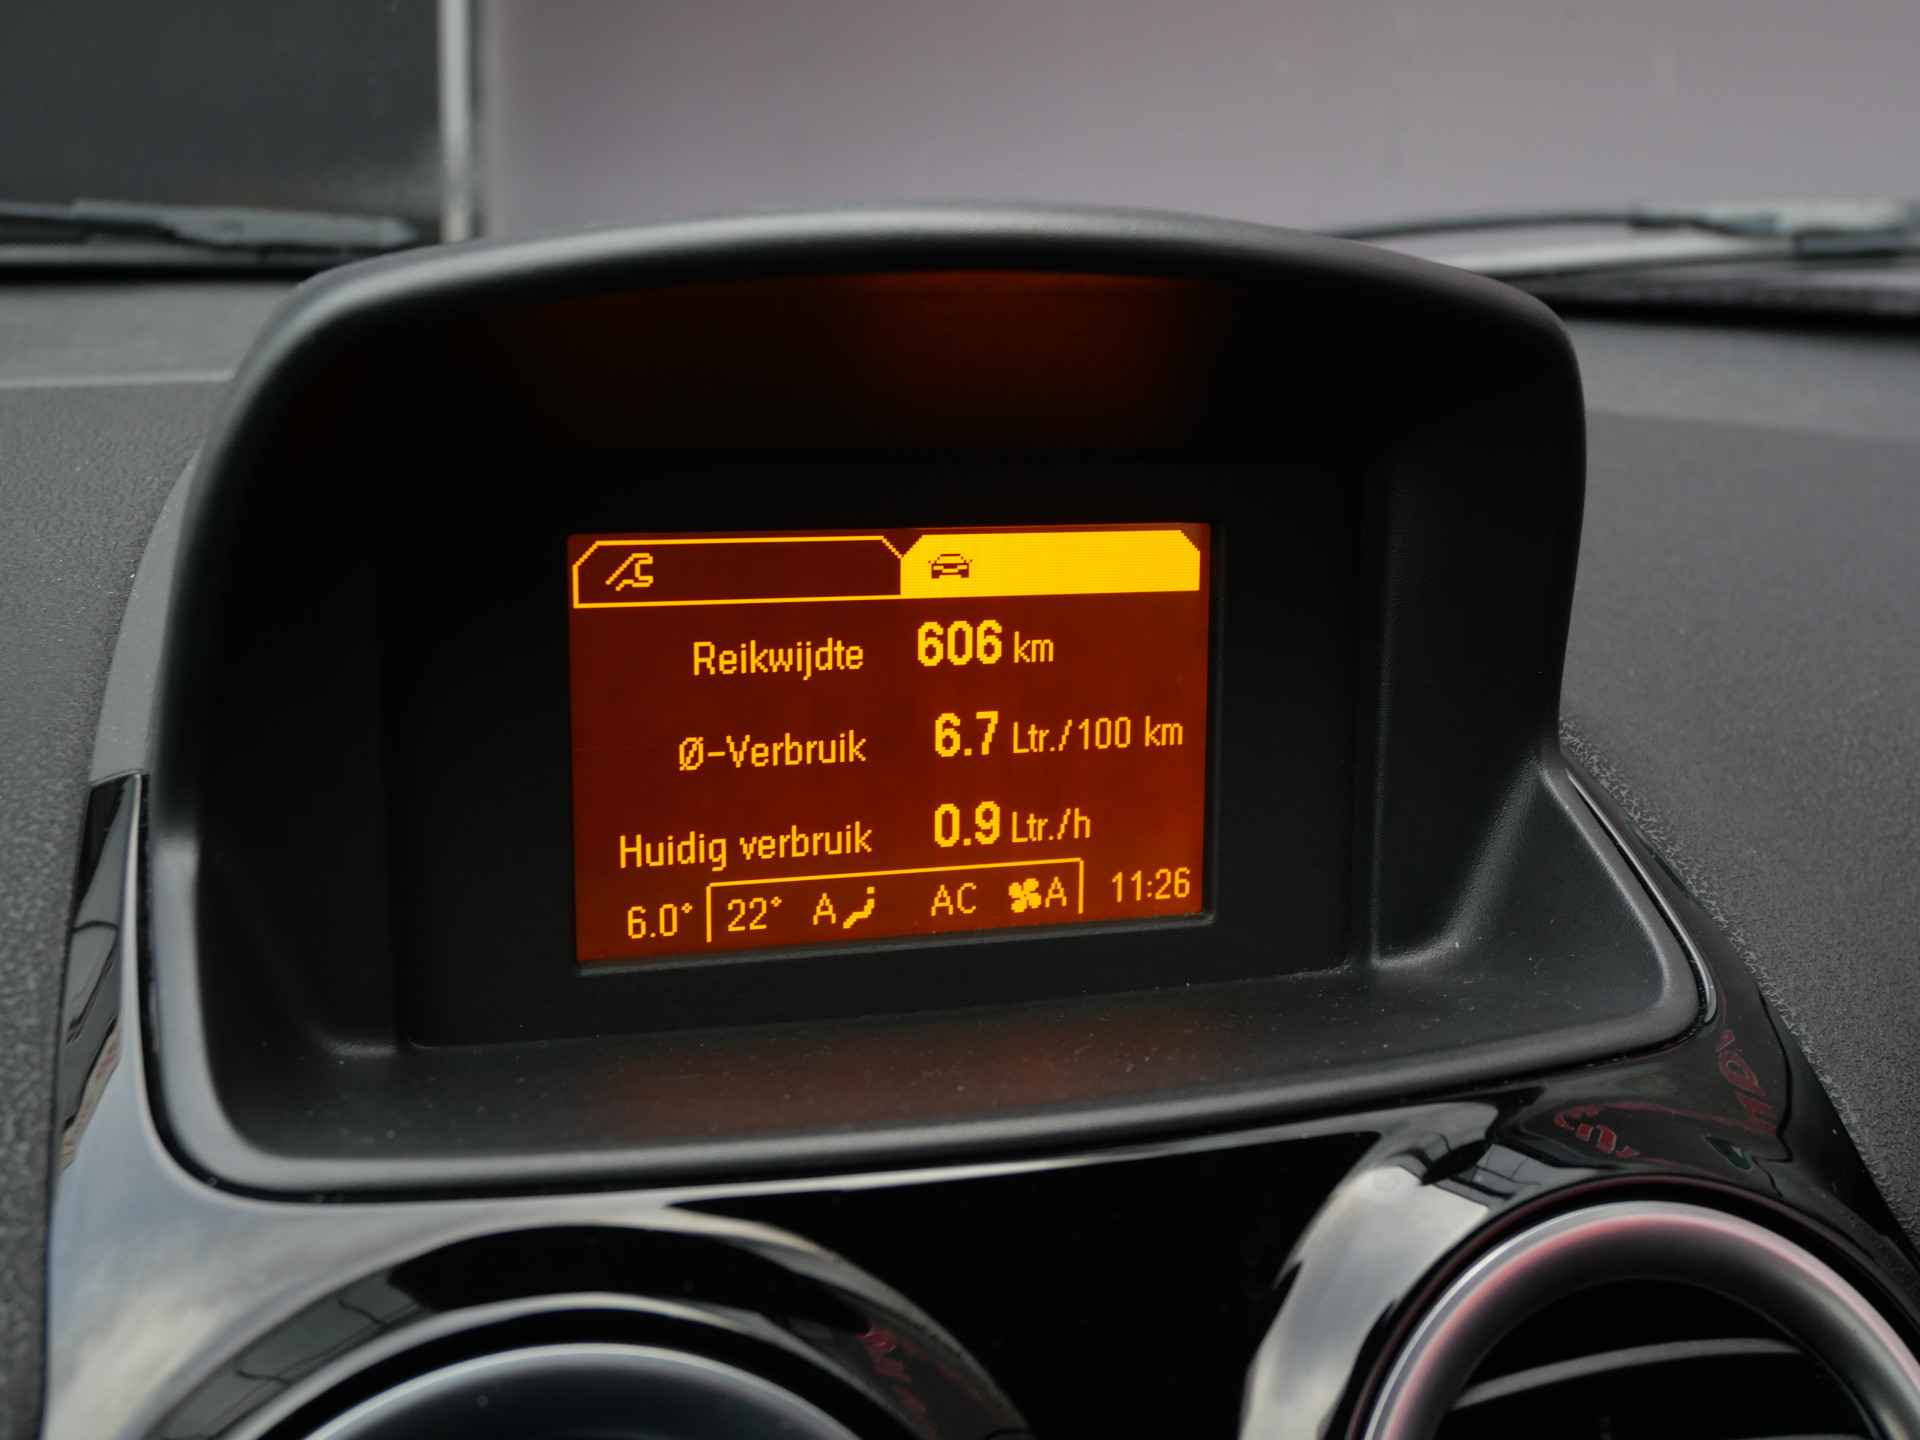 Reikwijdte 606 km
Ø-Verbruik 6.7 Ltr./100 km
Huidig verbruik 0.9 Ltr./h
6.0° 22° A AC A 11:26